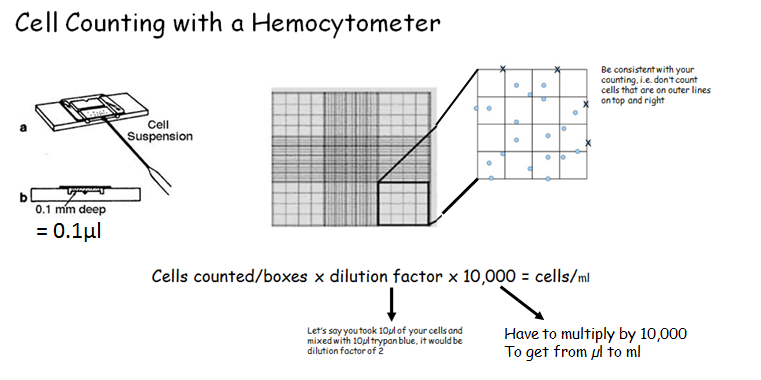 Cell Counting with a Hemocytometer
Be consistent with your
counting, i.e. don't count
cells that are on outer lines
on top and right
x x
x
x
a
Cell
Suspension
b
0.1 mm deep
= 0.1µl
Cells counted/boxes x dilution factor x 10,000 = cells/ml
Let's say you took 10µl of your cells and
mixed with 10µl trypan blue, it would be
dilution factor of 2
Have to multiply by 10,000
To get from µl to ml